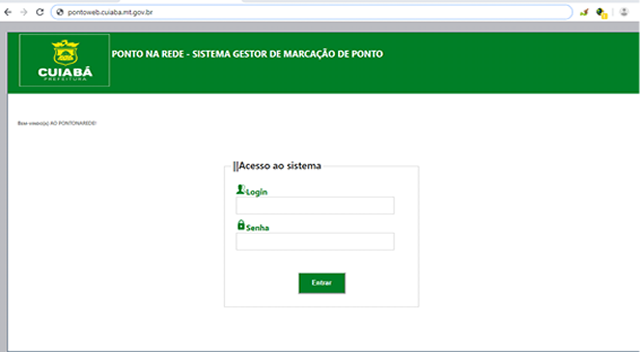 pontoweb.cuiaba.mt.gov.br
CUIABÁ
PREFEITURA
PONTO NA REDE - SISTEMA GESTOR DE MARCAÇÃO DE PONTO
Bem vindo(a) AO PONTONAREDE!
||Acesso ao sistema
Login
Senha
Entrar